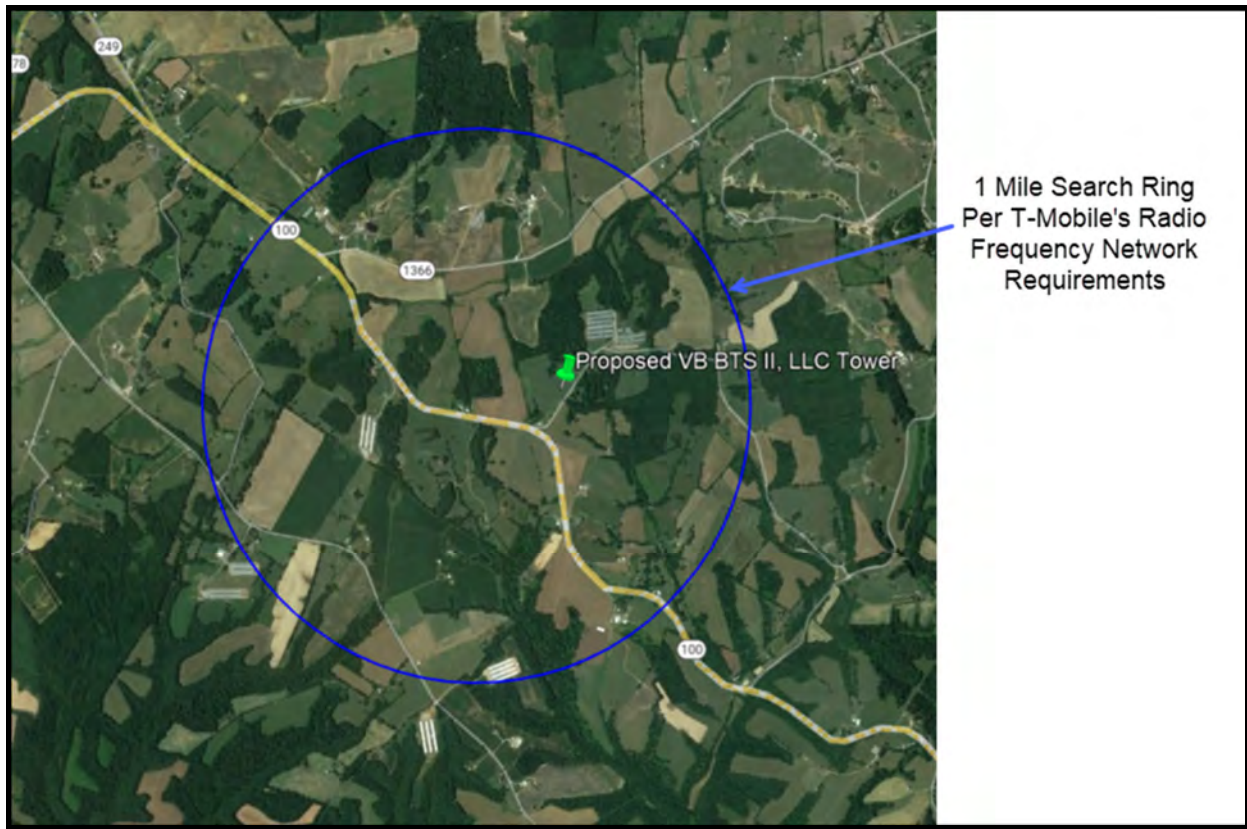 249
78
100
1366
Proposed VB BTS II, LLC Tower
100
1 Mile Search Ring
Per T-Mobile's Radio
Frequency Network
Requirements